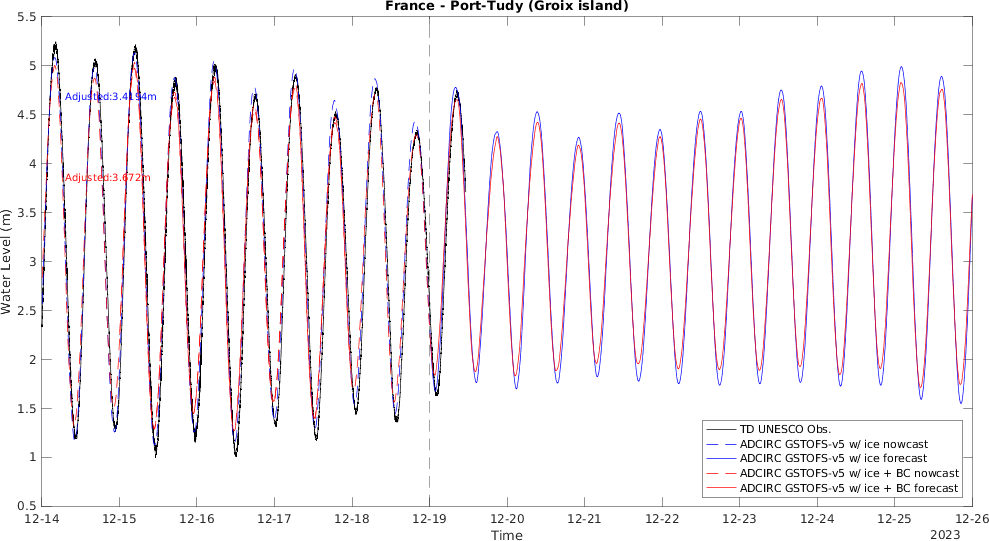 France - Port-Tudy (Groix island)
5.5
5
4.5
4
3.5
3
2.5
2
1.5
1
0.5
Water Level (m)
Adjusted:3.4194m
Adjusted:3.672m
TD UNESCO Obs.
ADCIRC GSTOFS-v5 w/ ice nowcast
ADCIRC GSTOFS-v5 w/ ice forecast
ADCIRC GSTOFS-v5 w/ ice + BC nowcast
ADCIRC GSTOFS-v5 w/ ice + BC forecast
12-14 12-15 12-16 12-17 12-18 12-19 12-20 12-21 12-22 12-23 12-24 12-25 12-26
Time
2023